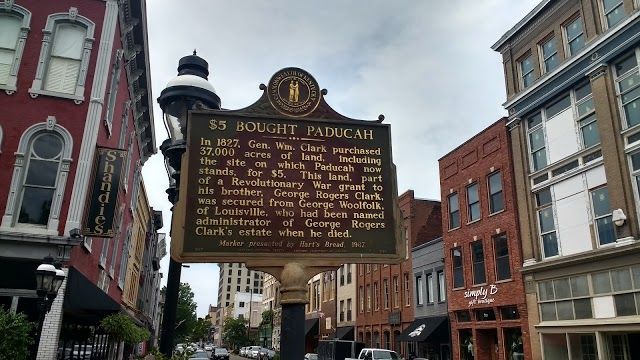 $5 BOUGHT PADUCAH
In 1827, Gen. Wm. Clark purchased
37,000 acres of land, including
the site on which Paducah now
stands, for $5. This land, part
of a Revolutionary War grant to
his brother, George Rogers Clark,
was secured from George Woolfolk,
of Louisville, who had been named
administrator of George Rogers
Clark's estate when he died.
Marker presented by Hart's Bread, 1967
Shandies
simply B
Boutique